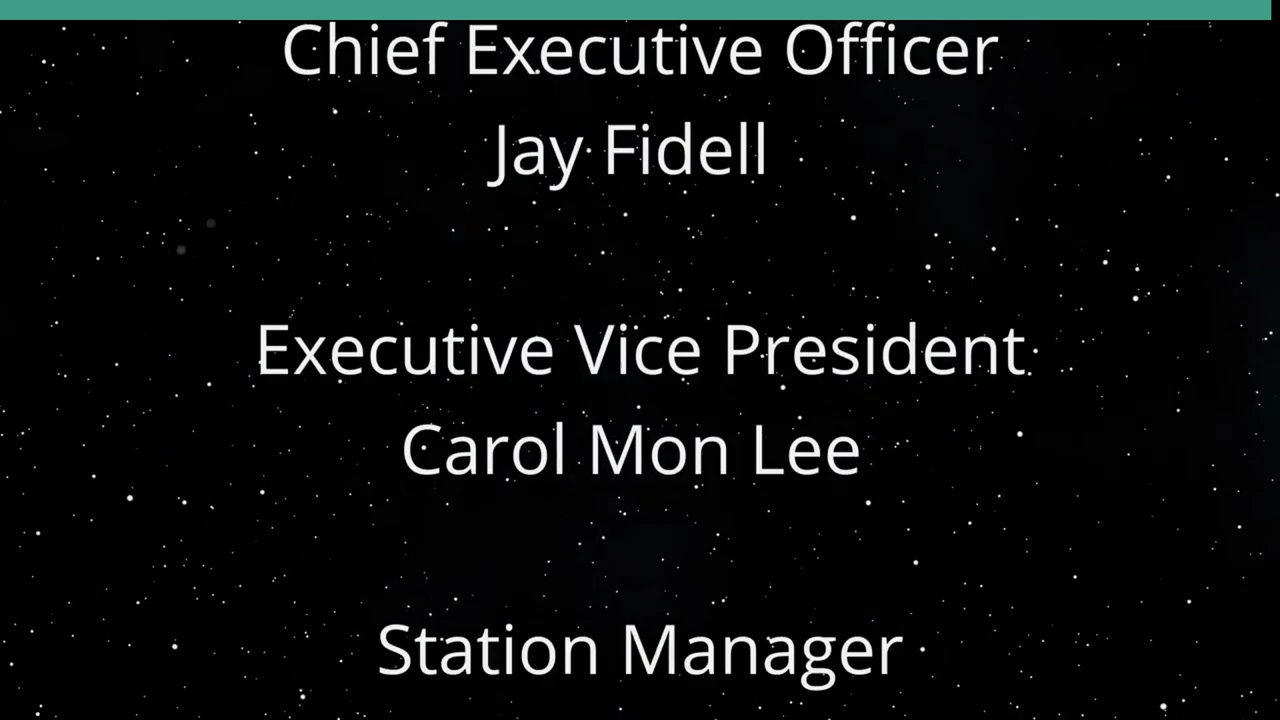 Chief Executive Officer
Jay Fidell
Executive Vice President
Carol Mon Lee
Station Manager